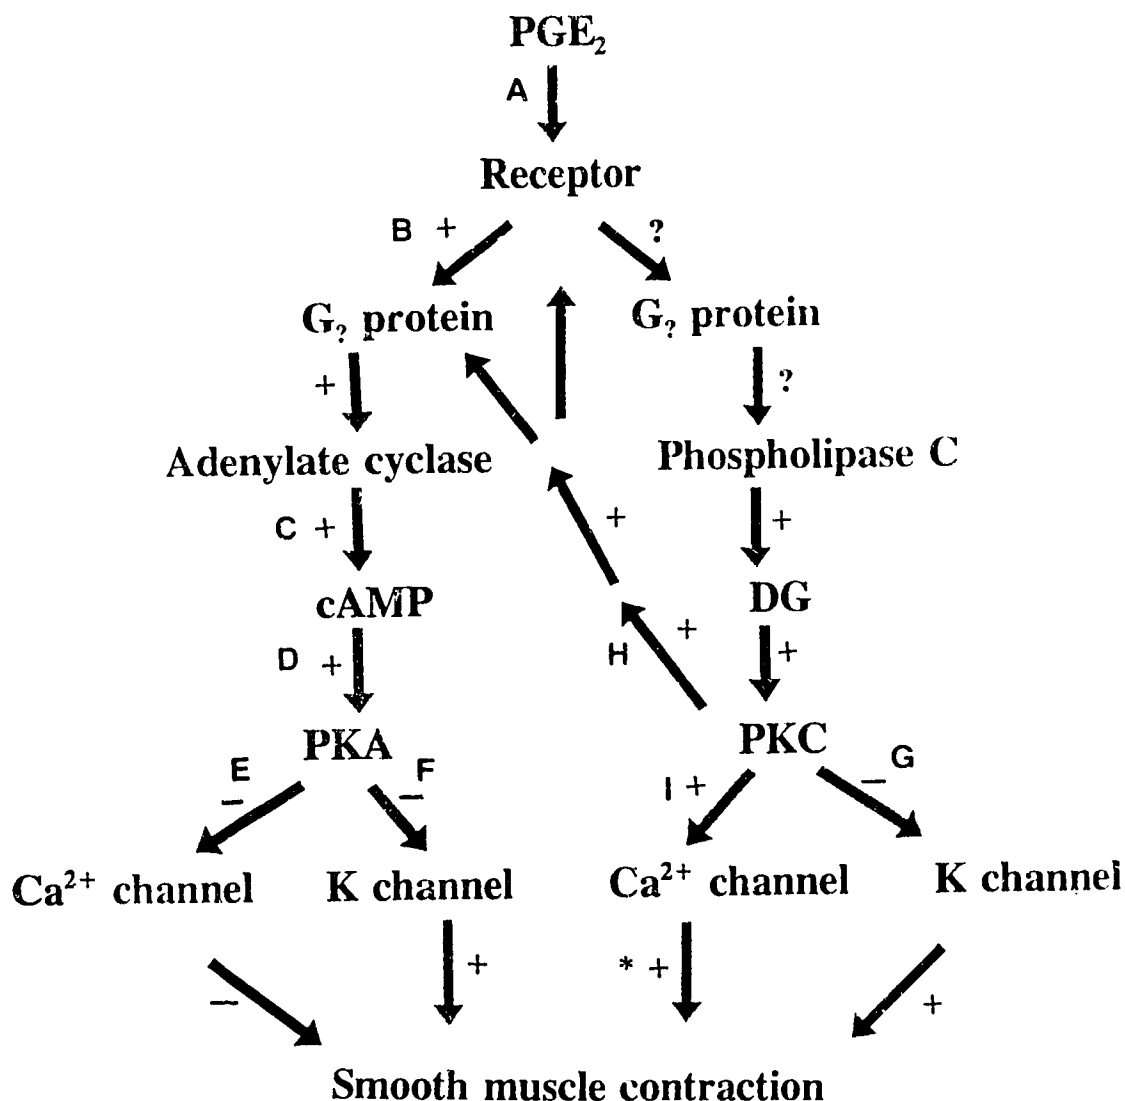 PGE₂
A
Receptor
B + ?
G? protein G? protein
+ ?
Adenylate cyclase Phospholipase C
C + + +
cAMP DG
D + H + +
PKA PKC
E − − F I + − G
Ca²⁺ channel K channel Ca²⁺ channel K channel
− + * + +
Smooth muscle contraction